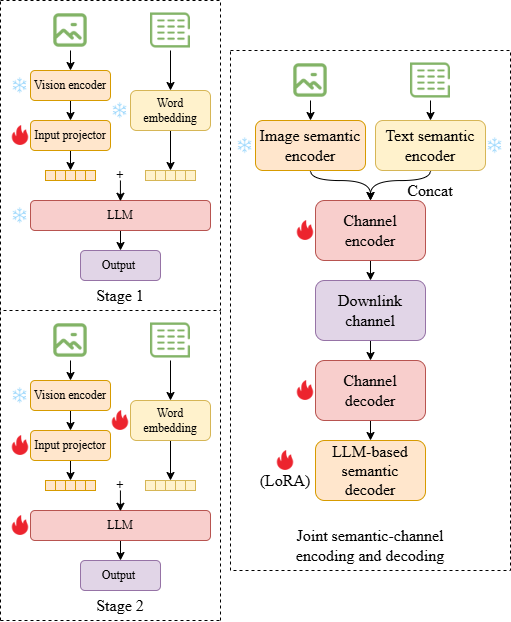 Vision encoder
Word
embedding
Input projector
+
LLM
Output
Stage 1
Vision encoder
Word
embedding
Input projector
+
LLM
Output
Stage 2
Image semantic
encoder
Text semantic
encoder
Concat
Channel
encoder
Downlink
channel
Channel
decoder
LLM-based
semantic
decoder
(LoRA)
Joint semantic-channel
encoding and decoding